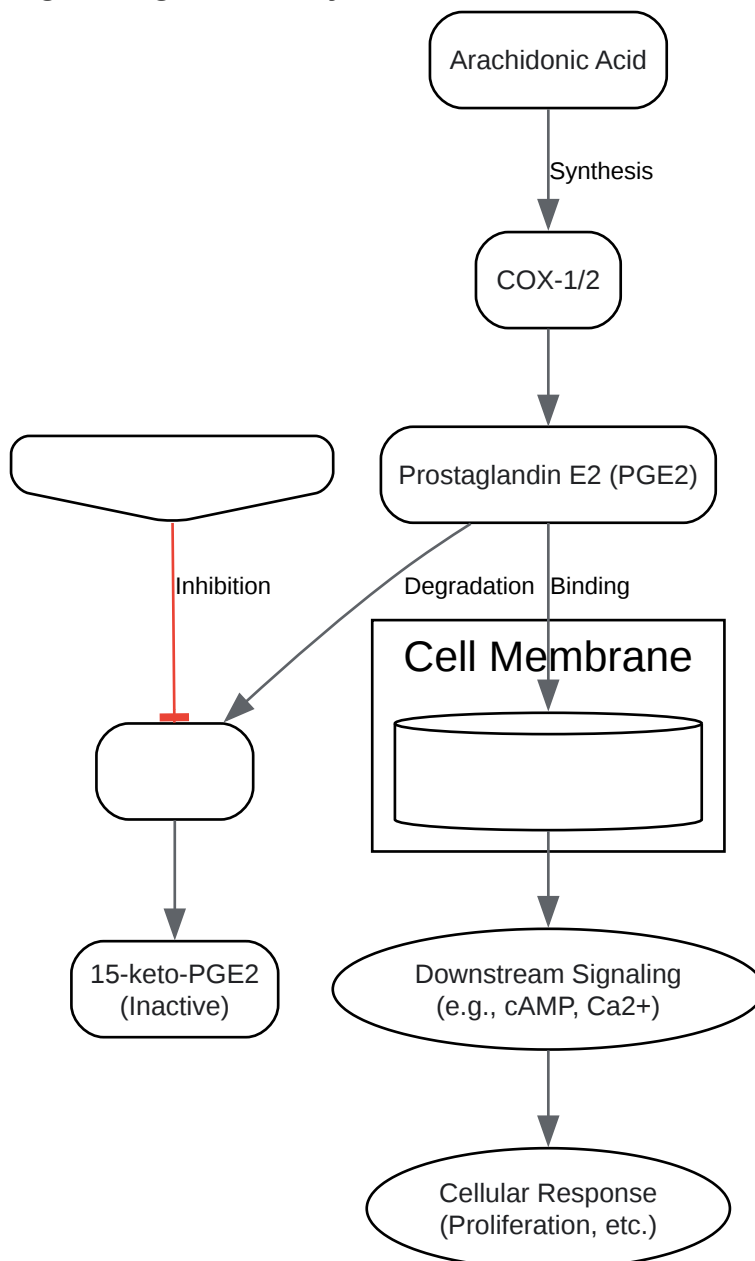 Arachidonic Acid
Synthesis
COX-1/2
Prostaglandin E2 (PGE2)
Inhibition
Degradation
Binding
Cell Membrane
15-keto-PGE2
(Inactive)
Downstream Signaling
(e.g., cAMP, Ca2+)
Cellular Response
(Proliferation, etc.)